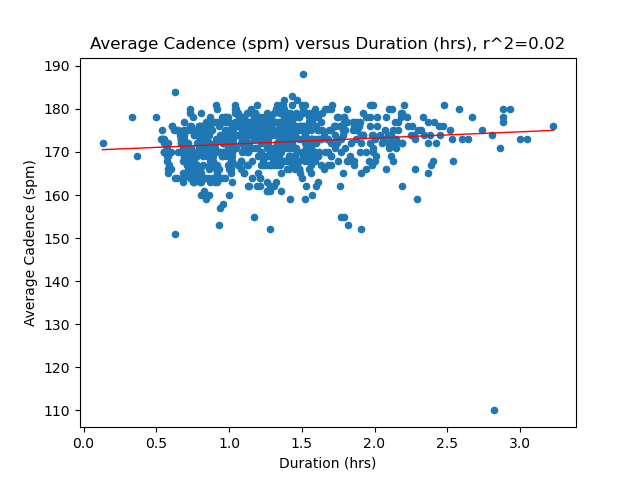 Average Cadence (spm) versus Duration (hrs), r^2=0.02
190
180
170
160
150
140
130
120
110
Average Cadence (spm)
0.0 0.5 1.0 1.5 2.0 2.5 3.0
Duration (hrs)